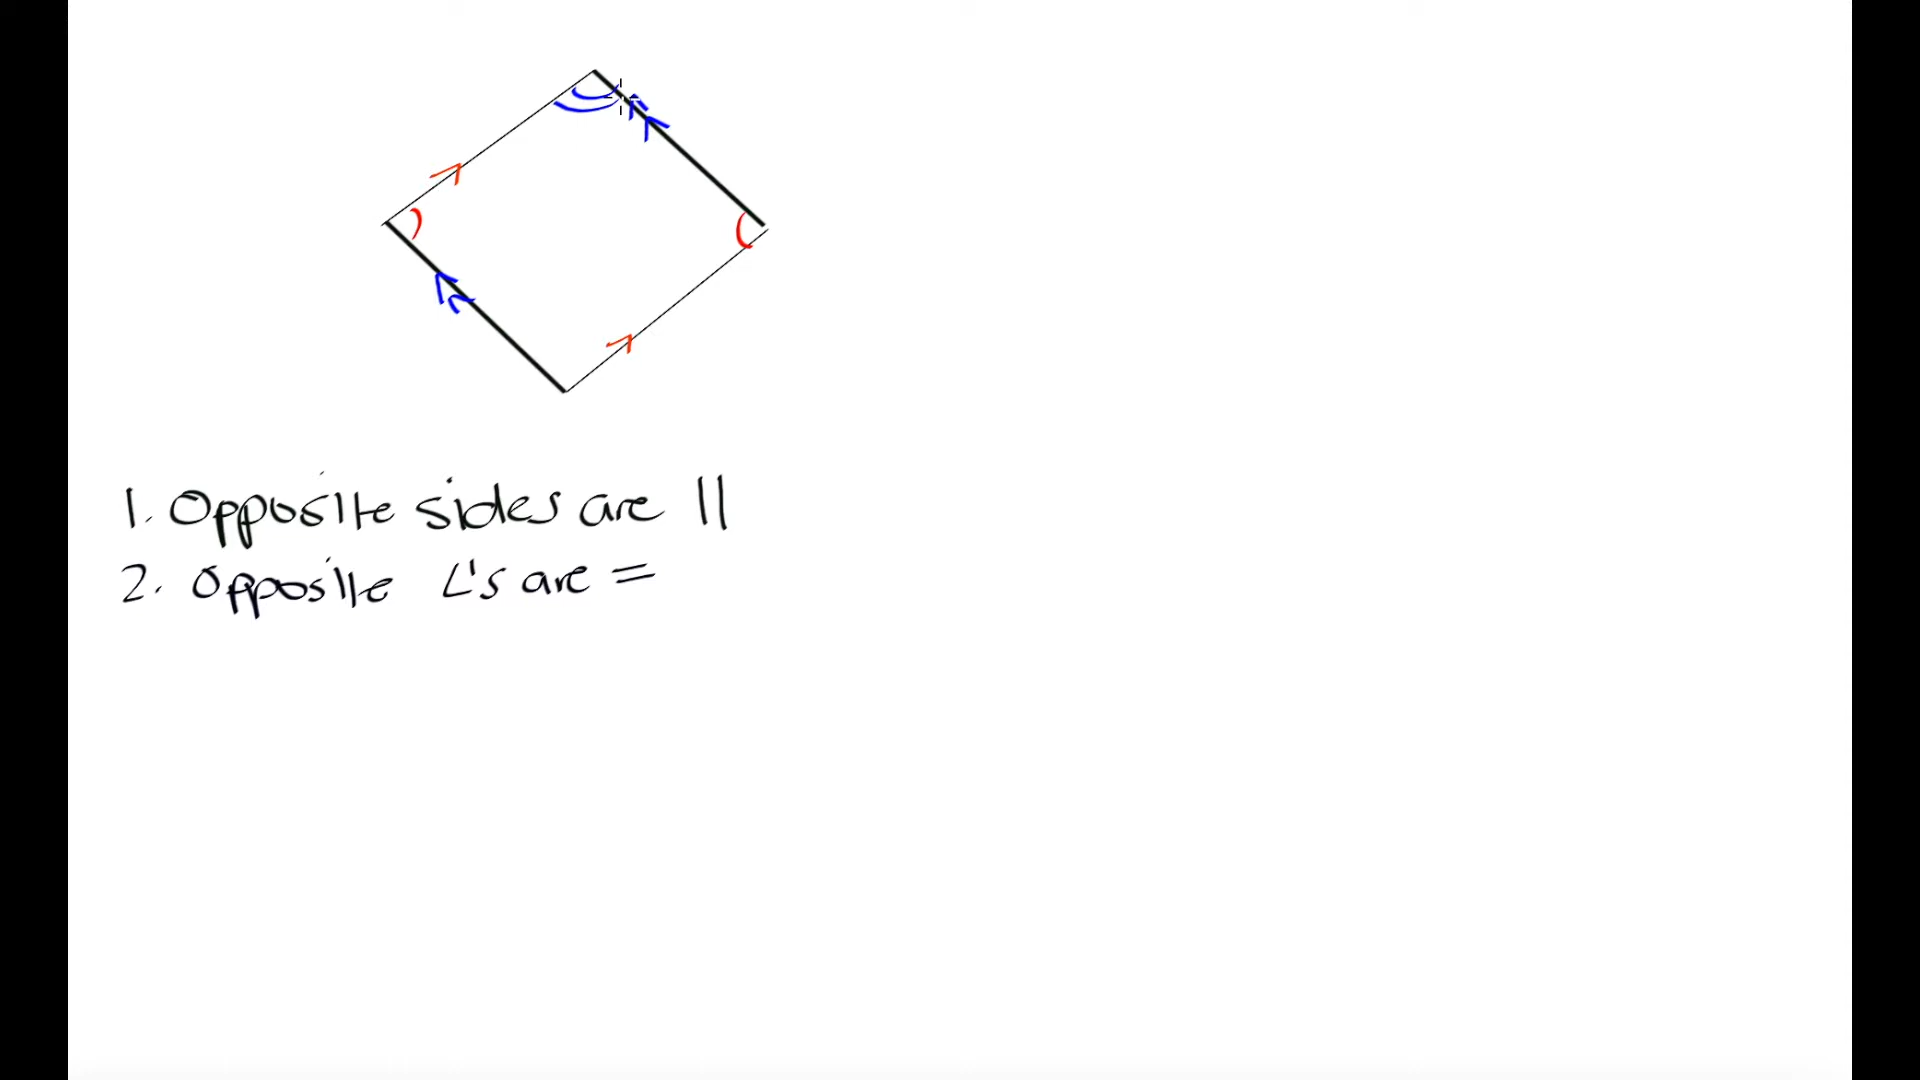 1. Opposite sides are ||
2. Opposite ∠'s are =